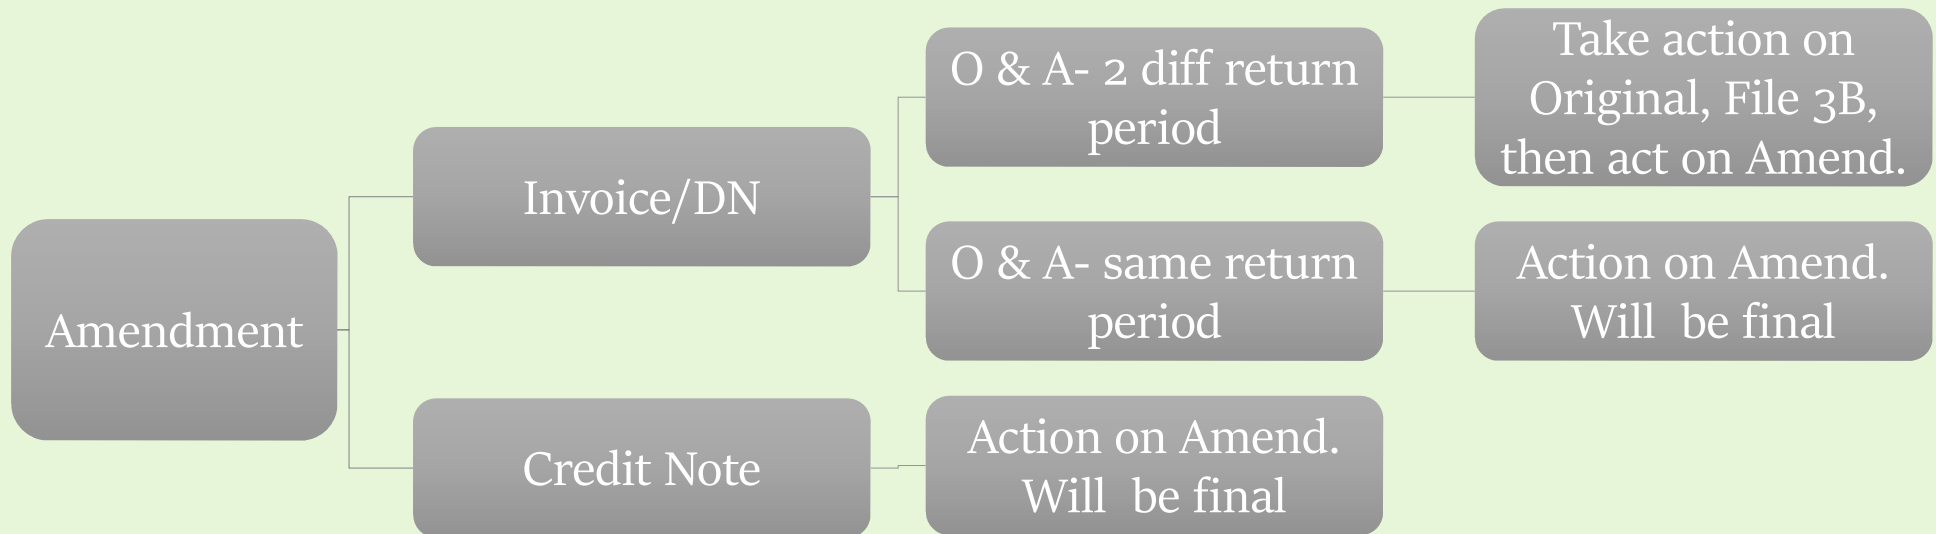 Amendment
Invoice/DN
O & A- 2 diff return
period
Take action on
Original, File 3B,
then act on Amend.
O & A- same return
period
Action on Amend.
Will  be final
Credit Note
Action on Amend.
Will  be final